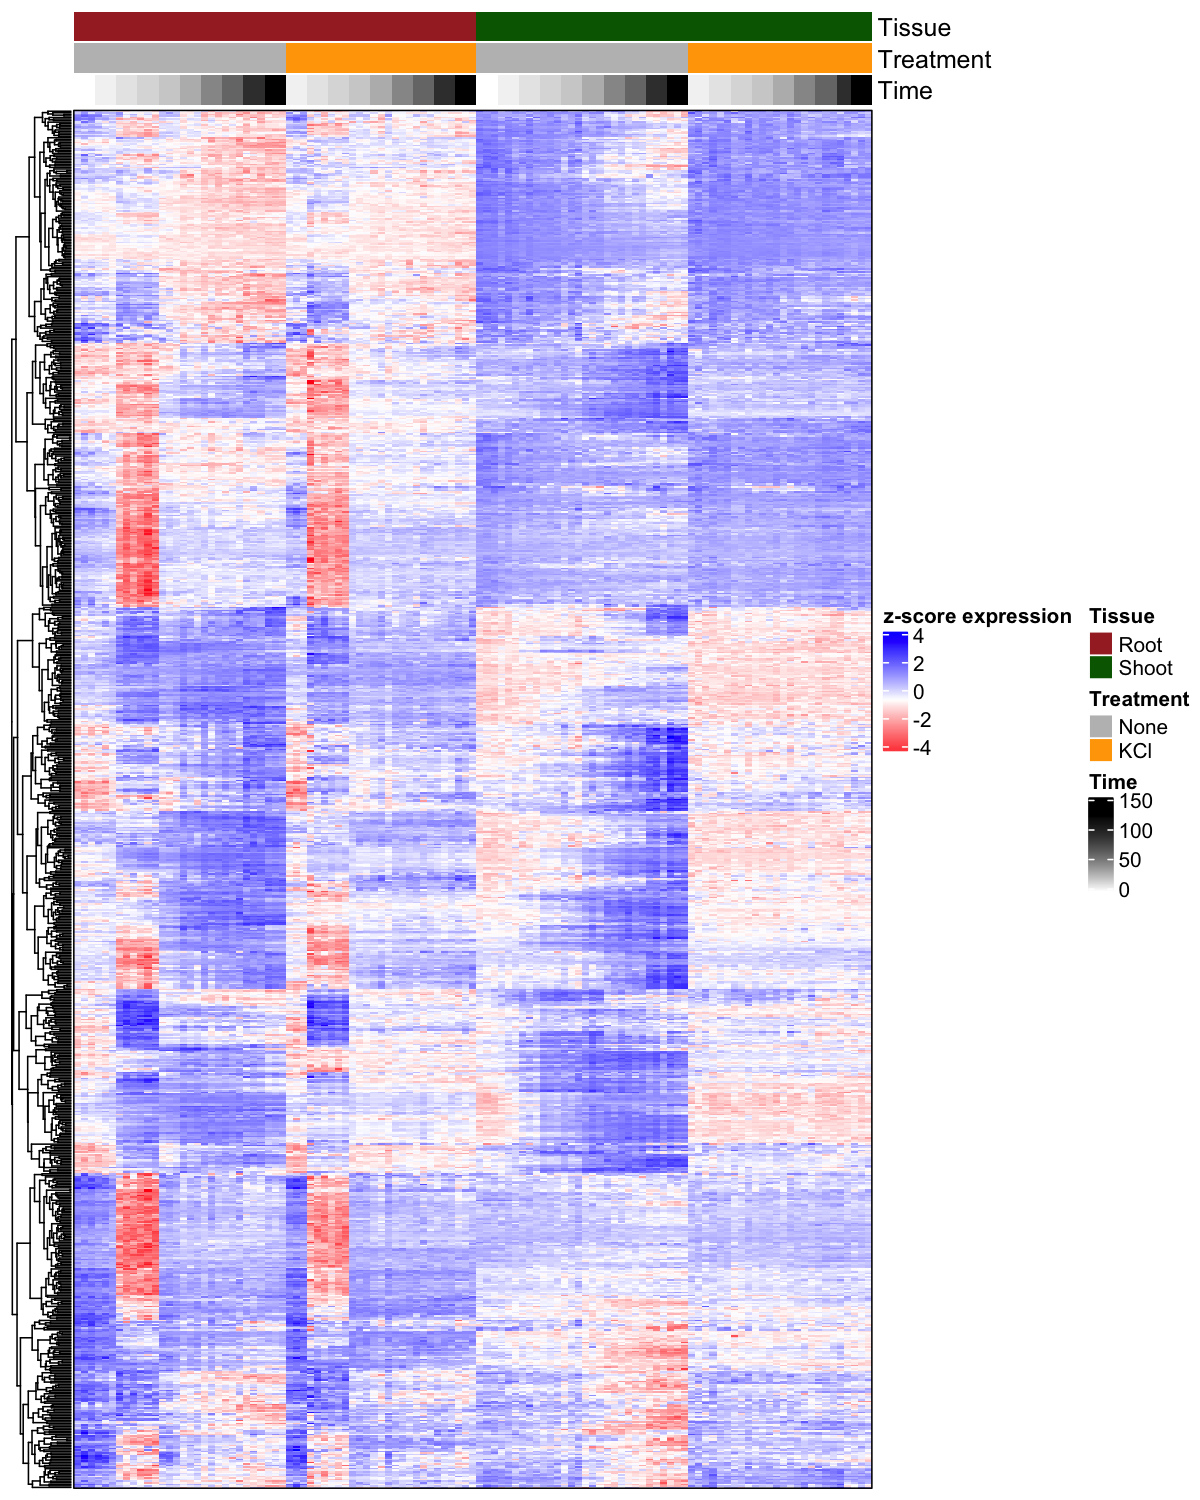 Tissue
Treatment
Time
z-score expression
4
2
0
-2
-4
Tissue
Root
Shoot
Treatment
None
KCl
Time
150
100
50
0